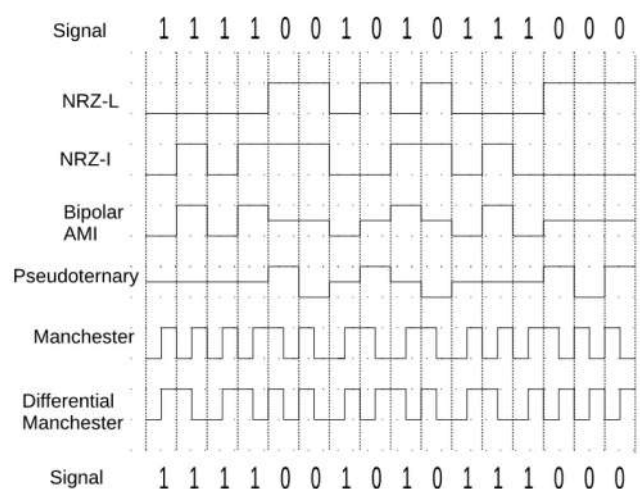 Signal 1 1 1 1 0 0 1 0 1 0 1 1 1 0 0 0
NRZ-L
NRZ-I
Bipolar
AMI
Pseudoternary
Manchester
Differential
Manchester
Signal 1 1 1 1 0 0 1 0 1 0 1 1 1 0 0 0